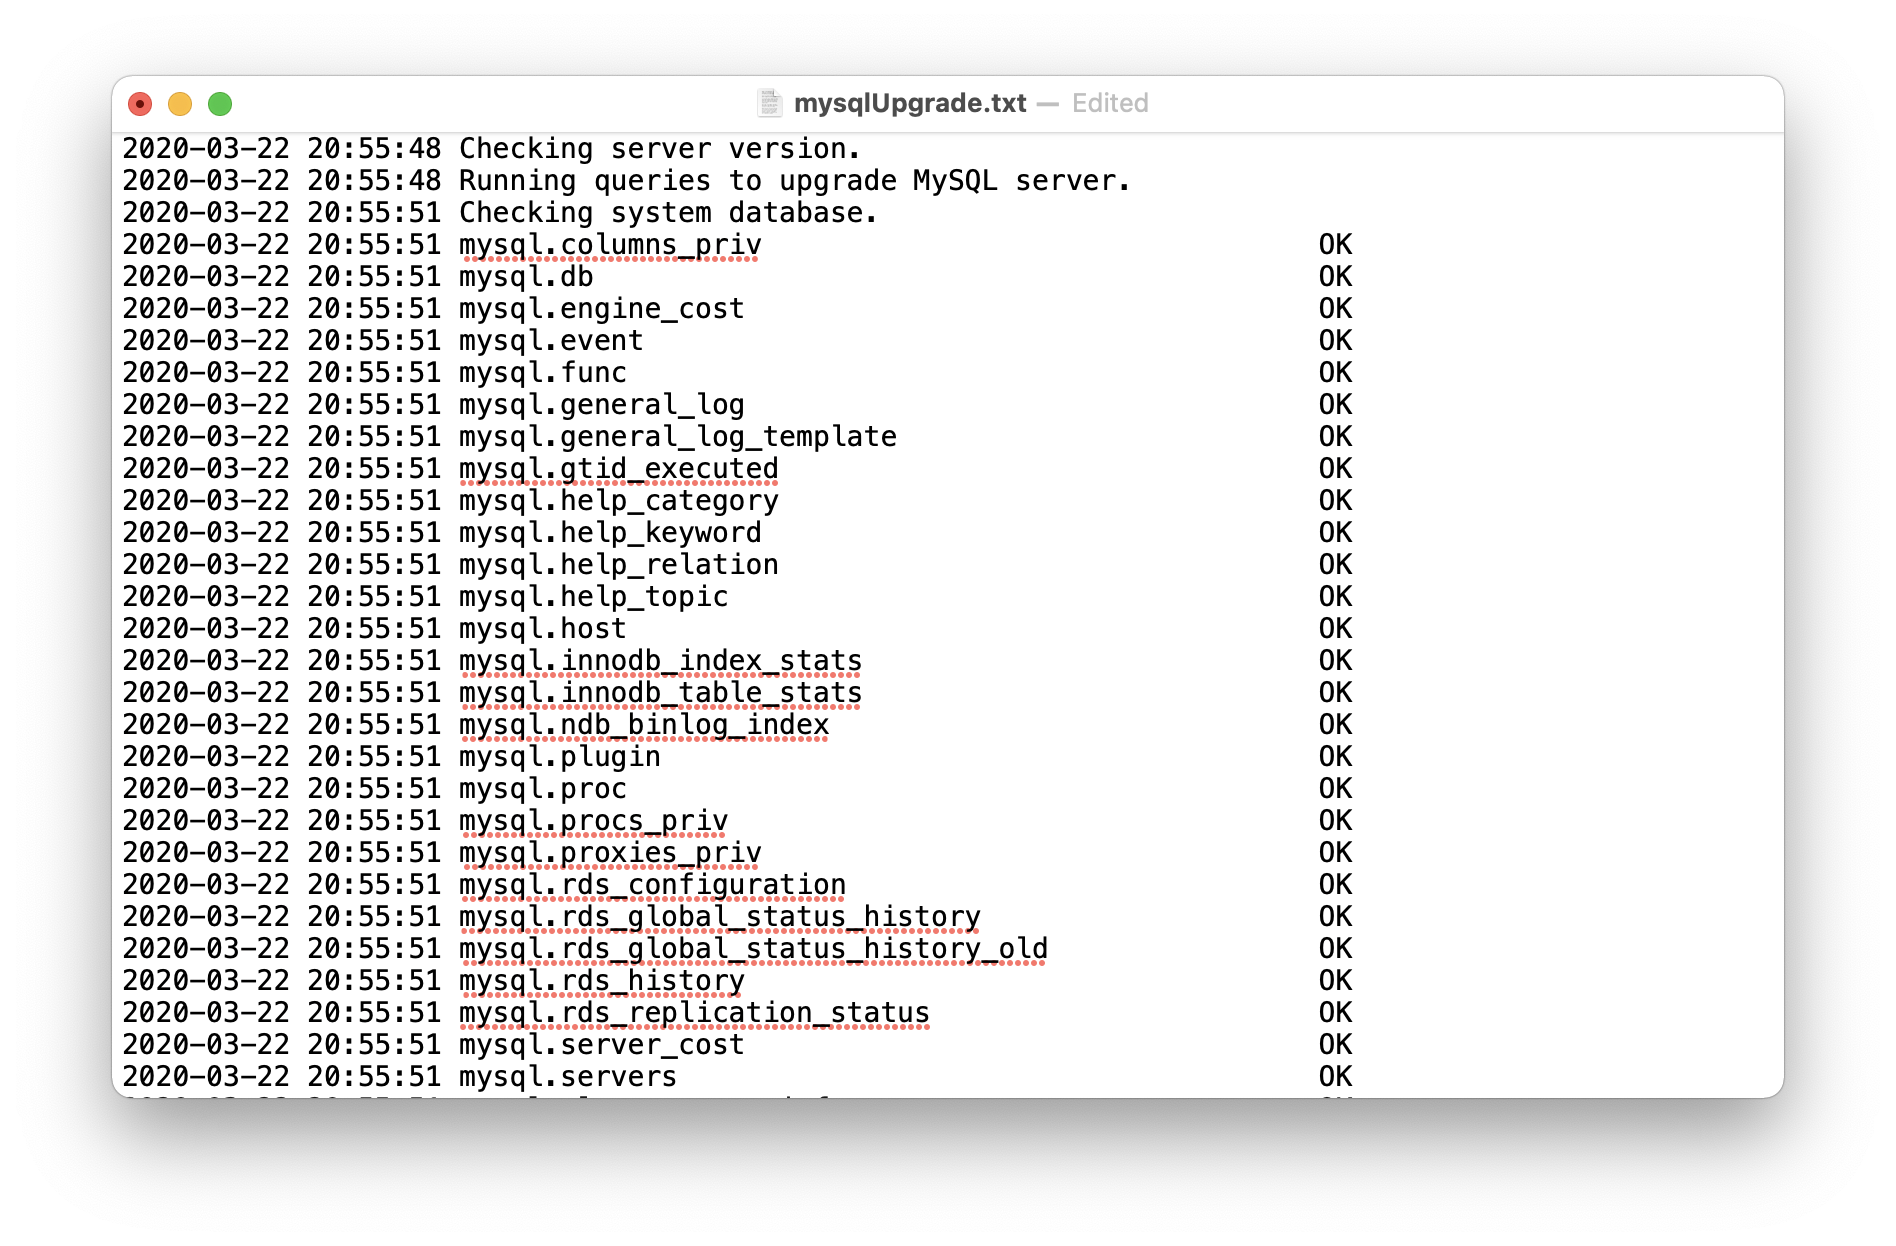 mysqlUpgrade.txt — Edited
2020-03-22 20:55:48 Checking server version.
2020-03-22 20:55:48 Running queries to upgrade MySQL server.
2020-03-22 20:55:51 Checking system database.
2020-03-22 20:55:51 mysql.columns_priv OK
2020-03-22 20:55:51 mysql.db OK
2020-03-22 20:55:51 mysql.engine_cost OK
2020-03-22 20:55:51 mysql.event OK
2020-03-22 20:55:51 mysql.func OK
2020-03-22 20:55:51 mysql.general_log OK
2020-03-22 20:55:51 mysql.general_log_template OK
2020-03-22 20:55:51 mysql.gtid_executed OK
2020-03-22 20:55:51 mysql.help_category OK
2020-03-22 20:55:51 mysql.help_keyword OK
2020-03-22 20:55:51 mysql.help_relation OK
2020-03-22 20:55:51 mysql.help_topic OK
2020-03-22 20:55:51 mysql.host OK
2020-03-22 20:55:51 mysql.innodb_index_stats OK
2020-03-22 20:55:51 mysql.innodb_table_stats OK
2020-03-22 20:55:51 mysql.ndb_binlog_index OK
2020-03-22 20:55:51 mysql.plugin OK
2020-03-22 20:55:51 mysql.proc OK
2020-03-22 20:55:51 mysql.procs_priv OK
2020-03-22 20:55:51 mysql.proxies_priv OK
2020-03-22 20:55:51 mysql.rds_configuration OK
2020-03-22 20:55:51 mysql.rds_global_status_history OK
2020-03-22 20:55:51 mysql.rds_global_status_history_old OK
2020-03-22 20:55:51 mysql.rds_history OK
2020-03-22 20:55:51 mysql.rds_replication_status OK
2020-03-22 20:55:51 mysql.server_cost OK
2020-03-22 20:55:51 mysql.servers OK